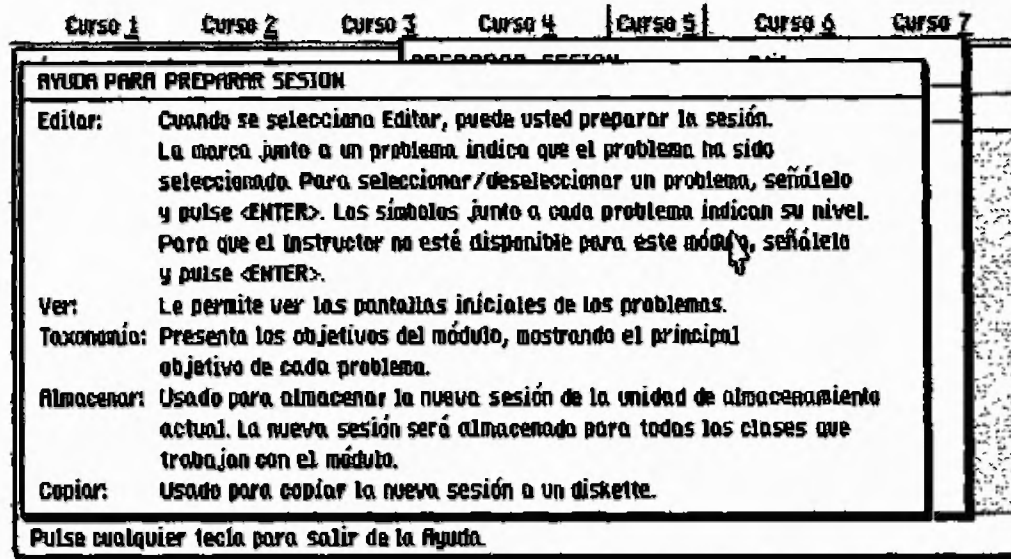 Curso 1 Curso 2 Curso 3 Curso 4 Curso 5 Curso 6 Curso 7
AYUDA PARA PREPARAR SESION
Editar: Cuando se selecciona Editar, puede usted preparar la sesión.
La marca junto a un problema indica que el problema ha sido
seleccionado. Para seleccionar/deseleccionar un problema, señálelo
y pulse <ENTER>. Los símbolos junto a cada problema indican su nivel.
Para que el Instructor no esté disponible para este módulo, señálelo
y pulse <ENTER>.
Ver: Le permite ver las pantallas iniciales de los problemas.
Taxonomía: Presenta los objetivos del módulo, mostrando el principal
objetivo de cada problema.
Almacenar: Usado para almacenar la nueva sesión de la unidad de almacenamiento
actual. La nueva sesión será almacenada para todas las clases que
trabajan con el módulo.
Copiar: Usado para copiar la nueva sesión a un diskette.
Pulse cualquier tecla para salir de la Ayuda.